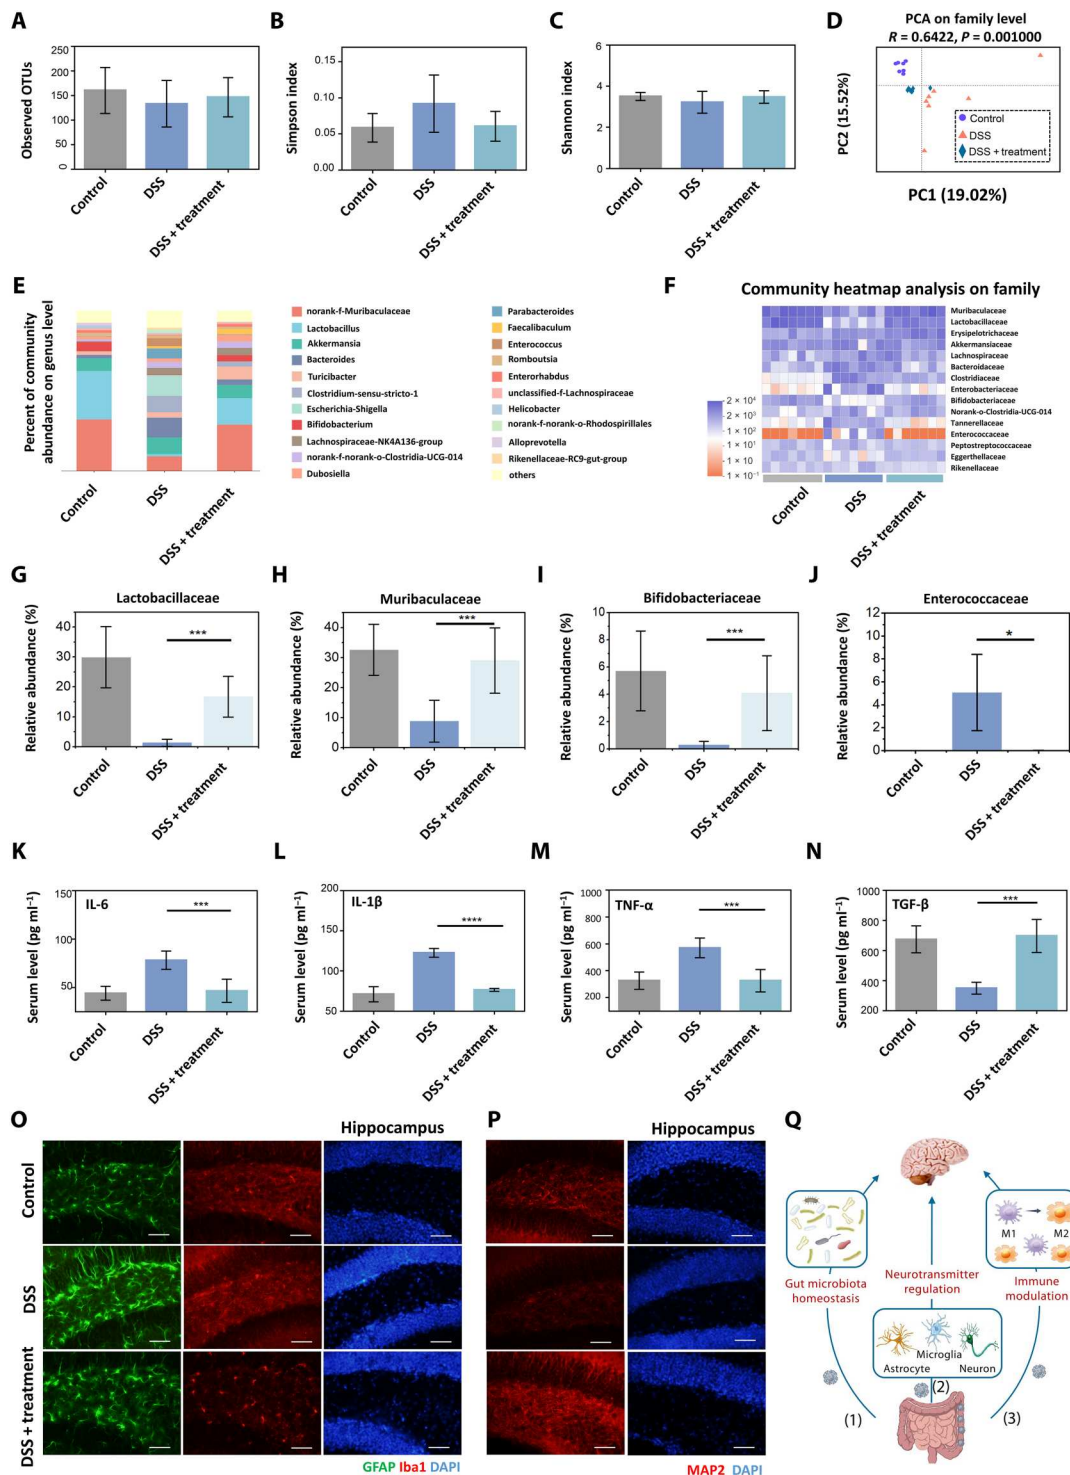 A
250
200
150
100
50
0
Observed OTUs
Control
DSS
DSS + treatment
B
0.15
0.10
0.05
0.00
Simpson index
Control
DSS
DSS + treatment
C
6
4
2
0
Shannon index
Control
DSS
DSS + treatment
D
PCA on family level
R = 0.6422, P = 0.001000
PC2 (15.52%)
Control
DSS
DSS + treatment
PC1 (19.02%)
E
Percent of community
abundance on genus level
Control
DSS
DSS + treatment
norank-f-Muribaculaceae
Lactobacillus
Akkermansia
Bacteroides
Turicibacter
Clostridium-sensu-stricto-1
Escherichia-Shigella
Bifidobacterium
Lachnospiraceae-NK4A136-group
norank-f-norank-o-Clostridia-UCG-014
Dubosiella
Parabacteroides
Faecalibaculum
Enterococcus
Romboutsia
Enterorhabdus
unclassified-f-Lachnospiraceae
Helicobacter
norank-f-norank-o-Rhodospirillales
Alloprevotella
Rikenellaceae-RC9-gut-group
others
F
Community heatmap analysis on family
2 × 10⁴
2 × 10³
2 × 10²
1 × 10¹
1 × 10
1 × 10⁻¹
Muribaculaceae
Lactobacillaceae
Erysipelotrichaceae
Akkermansiaceae
Lachnospiraceae
Bacteroidaceae
Clostridiaceae
Enterobacteriaceae
Bifidobacteriaceae
Norank-o-Clostridia-UCG-014
Tannerellaceae
Enterococcaceae
Peptostreptococcaceae
Eggerthellaceae
Rikenellaceae
Control
DSS
DSS + treatment
G
Lactobacillaceae
40
30
20
10
0
Relative abundance (%)
***
Control
DSS
DSS + treatment
H
Muribaculaceae
40
30
20
10
0
Relative abundance (%)
***
Control
DSS
DSS + treatment
I
Bifidobacteriaceae
10
8
6
4
2
0
Relative abundance (%)
***
Control
DSS
DSS + treatment
J
Enterococcaceae
12
10
8
6
4
2
0
Relative abundance (%)
*
Control
DSS
DSS + treatment
K
150
100
50
Serum level (pg ml⁻¹)
IL-6
***
Control
DSS
DSS + treatment
L
200
150
100
50
Serum level (pg ml⁻¹)
IL-1β
****
Control
DSS
DSS + treatment
M
1000
800
600
400
200
Serum level (pg ml⁻¹)
TNF-α
***
Control
DSS
DSS + treatment
N
1000
800
600
400
200
Serum level (pg ml⁻¹)
TGF-β
***
Control
DSS
DSS + treatment
O
Hippocampus
Control
DSS
DSS + treatment
GFAP Iba1 DAPI
P
Hippocampus
MAP2 DAPI
Q
M1
M2
Gut microbiota
homeostasis
Neurotransmitter
regulation
Immune
modulation
Microglia
Astrocyte
Neuron
(1)
(2)
(3)